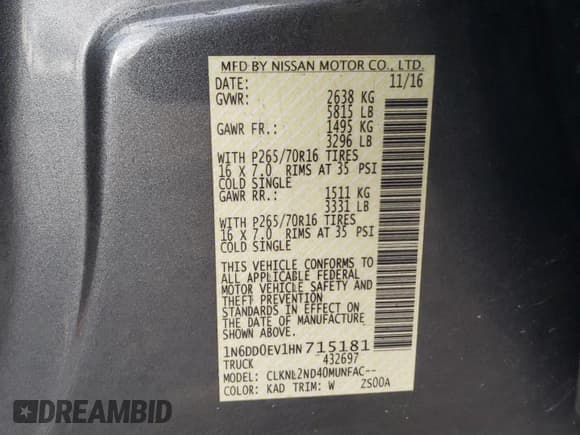 MFD BY NISSAN MOTOR CO., LTD.
DATE: 11/16
GVWR: 2638 KG
5815 LB
GAWR FR.: 1495 KG
3296 LB
WITH P265/70R16 TIRES
16 X 7.0 RIMS AT 35 PSI
COLD SINGLE
GAWR RR.: 1511 KG
3331 LB
WITH P265/70R16 TIRES
16 X 7.0 RIMS AT 35 PSI
COLD SINGLE
THIS VEHICLE CONFORMS TO
ALL APPLICABLE FEDERAL
MOTOR VEHICLE SAFETY AND
THEFT PREVENTION
STANDARDS IN EFFECT ON
THE DATE OF MANUFACTURE
SHOWN ABOVE.
1N6DD0EV1HN715181
TRUCK 432697
MODEL: CLKNL2ND40MUNFAC--
COLOR: KAD TRIM: W ZS00A
DREAMBID